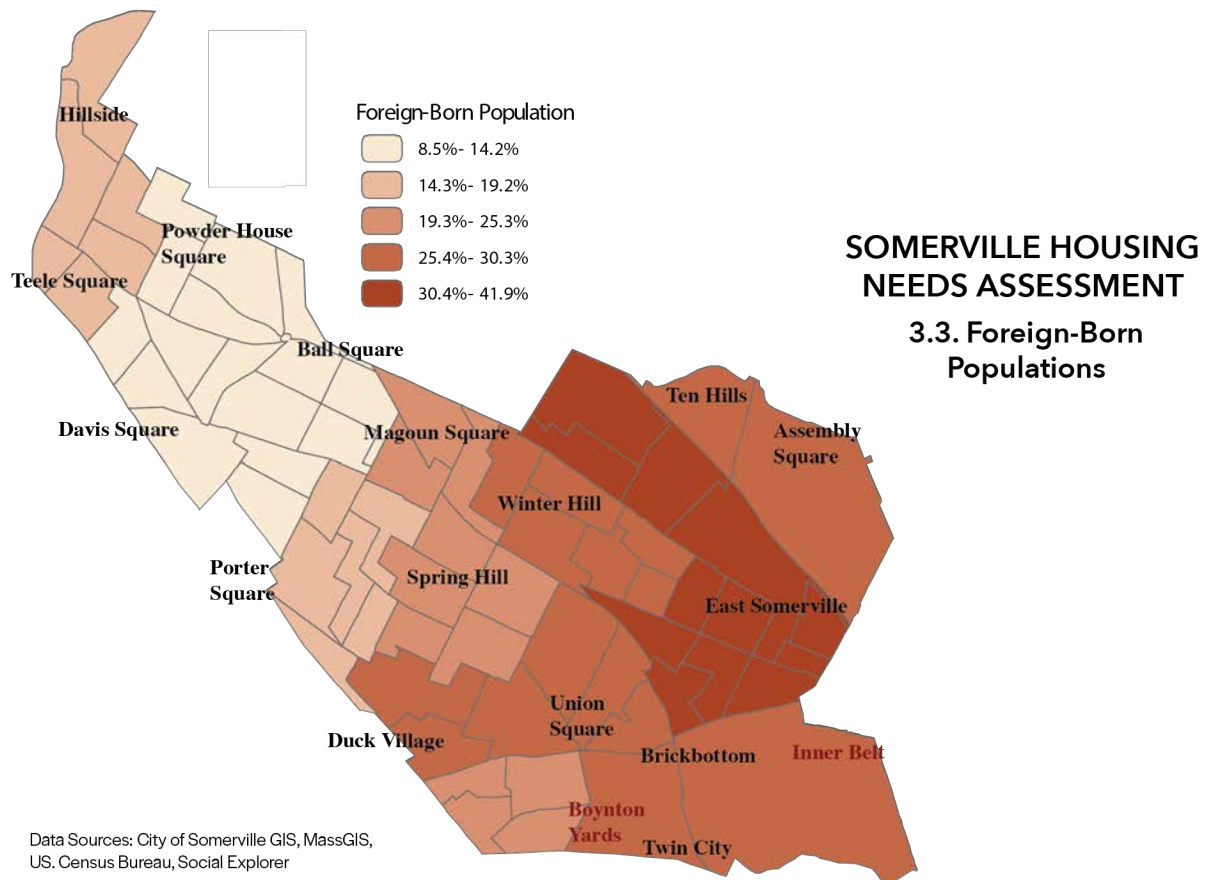 Hillside
Foreign-Born Population
8.5%- 14.2%
14.3%- 19.2%
19.3%- 25.3%
25.4%- 30.3%
30.4%- 41.9%
SOMERVILLE HOUSING
NEEDS ASSESSMENT
3.3. Foreign-Born
Populations
Powder House
Square
Teele Square
Ball Square
Davis Square
Magoun Square
Ten Hills
Assembly
Square
Winter Hill
Porter
Square
Spring Hill
East Somerville
Union
Square
Duck Village
Brickbottom
Inner Belt
Boynton
Yards
Twin City
Data Sources: City of Somerville GIS, MassGIS,
US. Census Bureau, Social Explorer